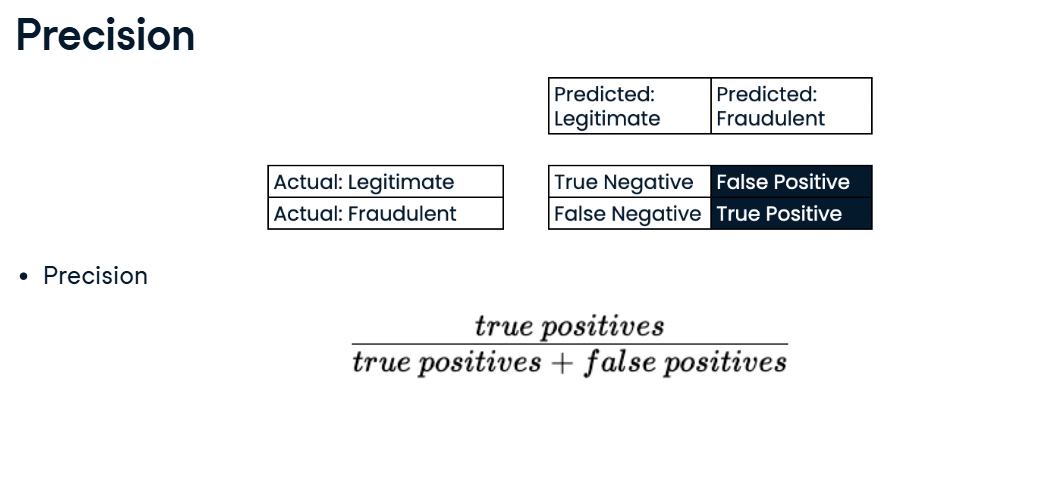 Precision
Predicted: Legitimate
Predicted: Fraudulent
Actual: Legitimate
True Negative
False Positive
Actual: Fraudulent
False Negative
True Positive
• Precision
true positives
true positives + false positives